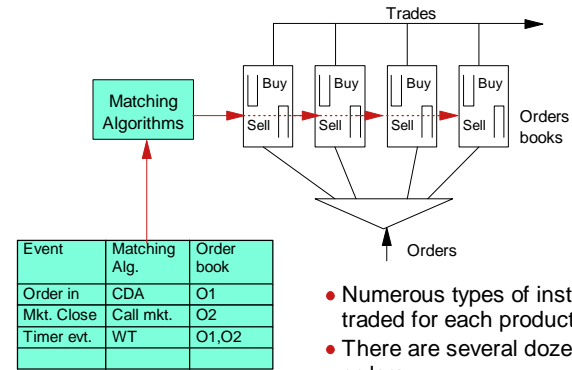 Trades
Buy Buy Buy Buy
Matching
Algorithms
Sell Sell Sell Sell
Orders
books
Orders
Event Matching Alg. Order book
Order in CDA O1
Mkt. Close Call mkt. O2
Timer evt. WT O1,O2
• Numerous types of inst
traded for each product
• There are several doze